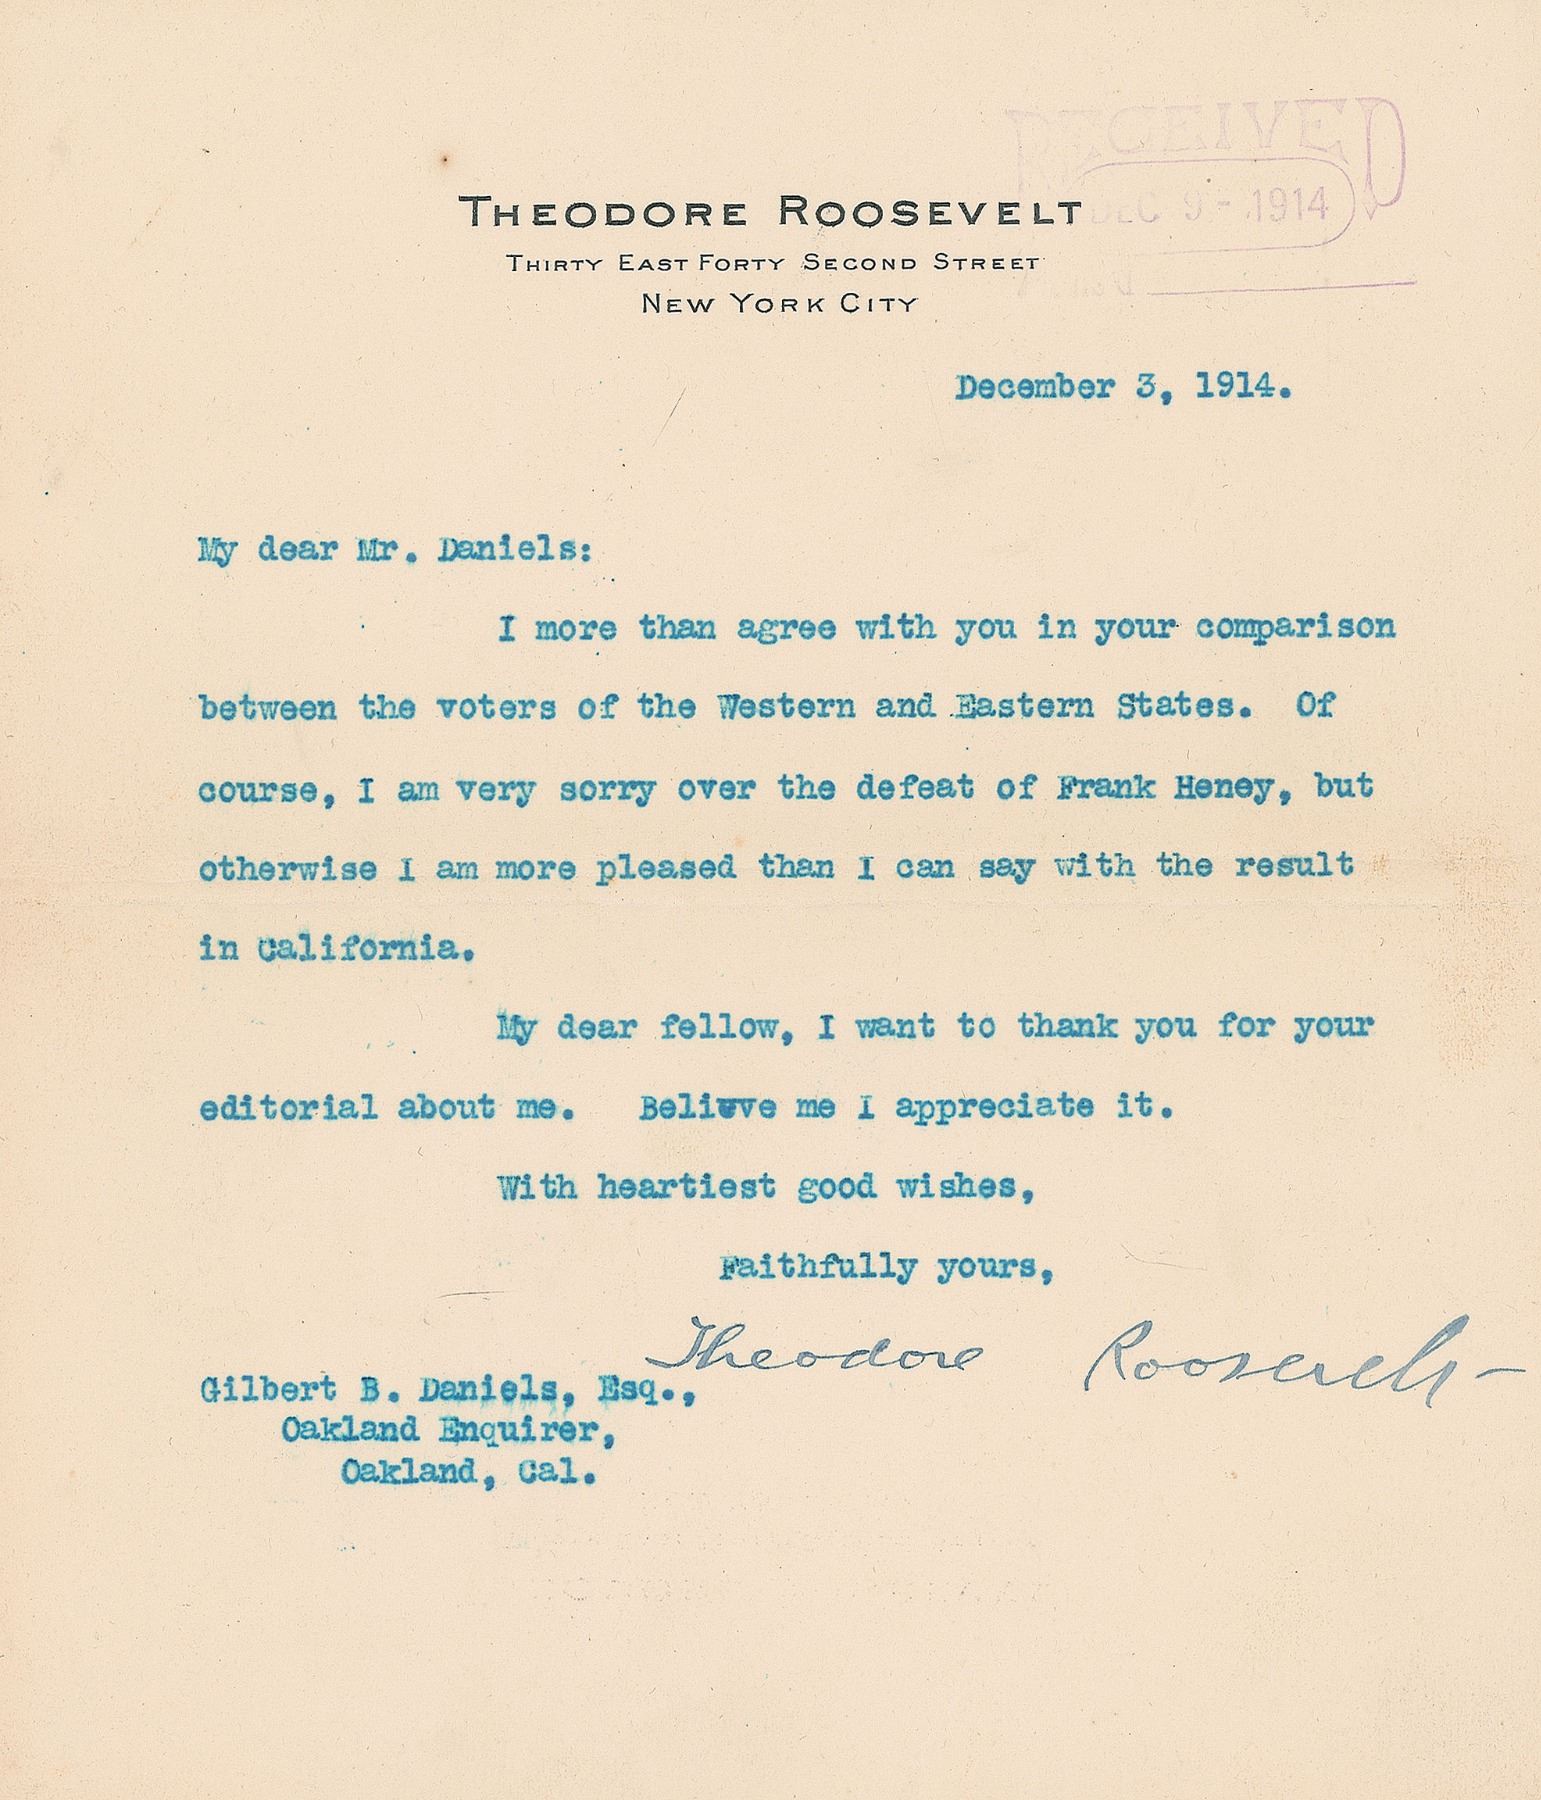 RECEIVED
DEC 9 - 1914
THEODORE ROOSEVELT
THIRTY EAST FORTY SECOND STREET
NEW YORK CITY
December 3, 1914.
My dear Mr. Daniels:
I more than agree with you in your comparison
between the voters of the Western and Eastern States. Of
course, I am very sorry over the defeat of Frank Heney, but
otherwise I am more pleased than I can say with the result
in California.
My dear fellow, I want to thank you for your
editorial about me. Believe me I appreciate it.
With heartiest good wishes,
Faithfully yours,
Theodore Roosevelt
Gilbert B. Daniels, Esq.,
Oakland Enquirer,
Oakland, Cal.